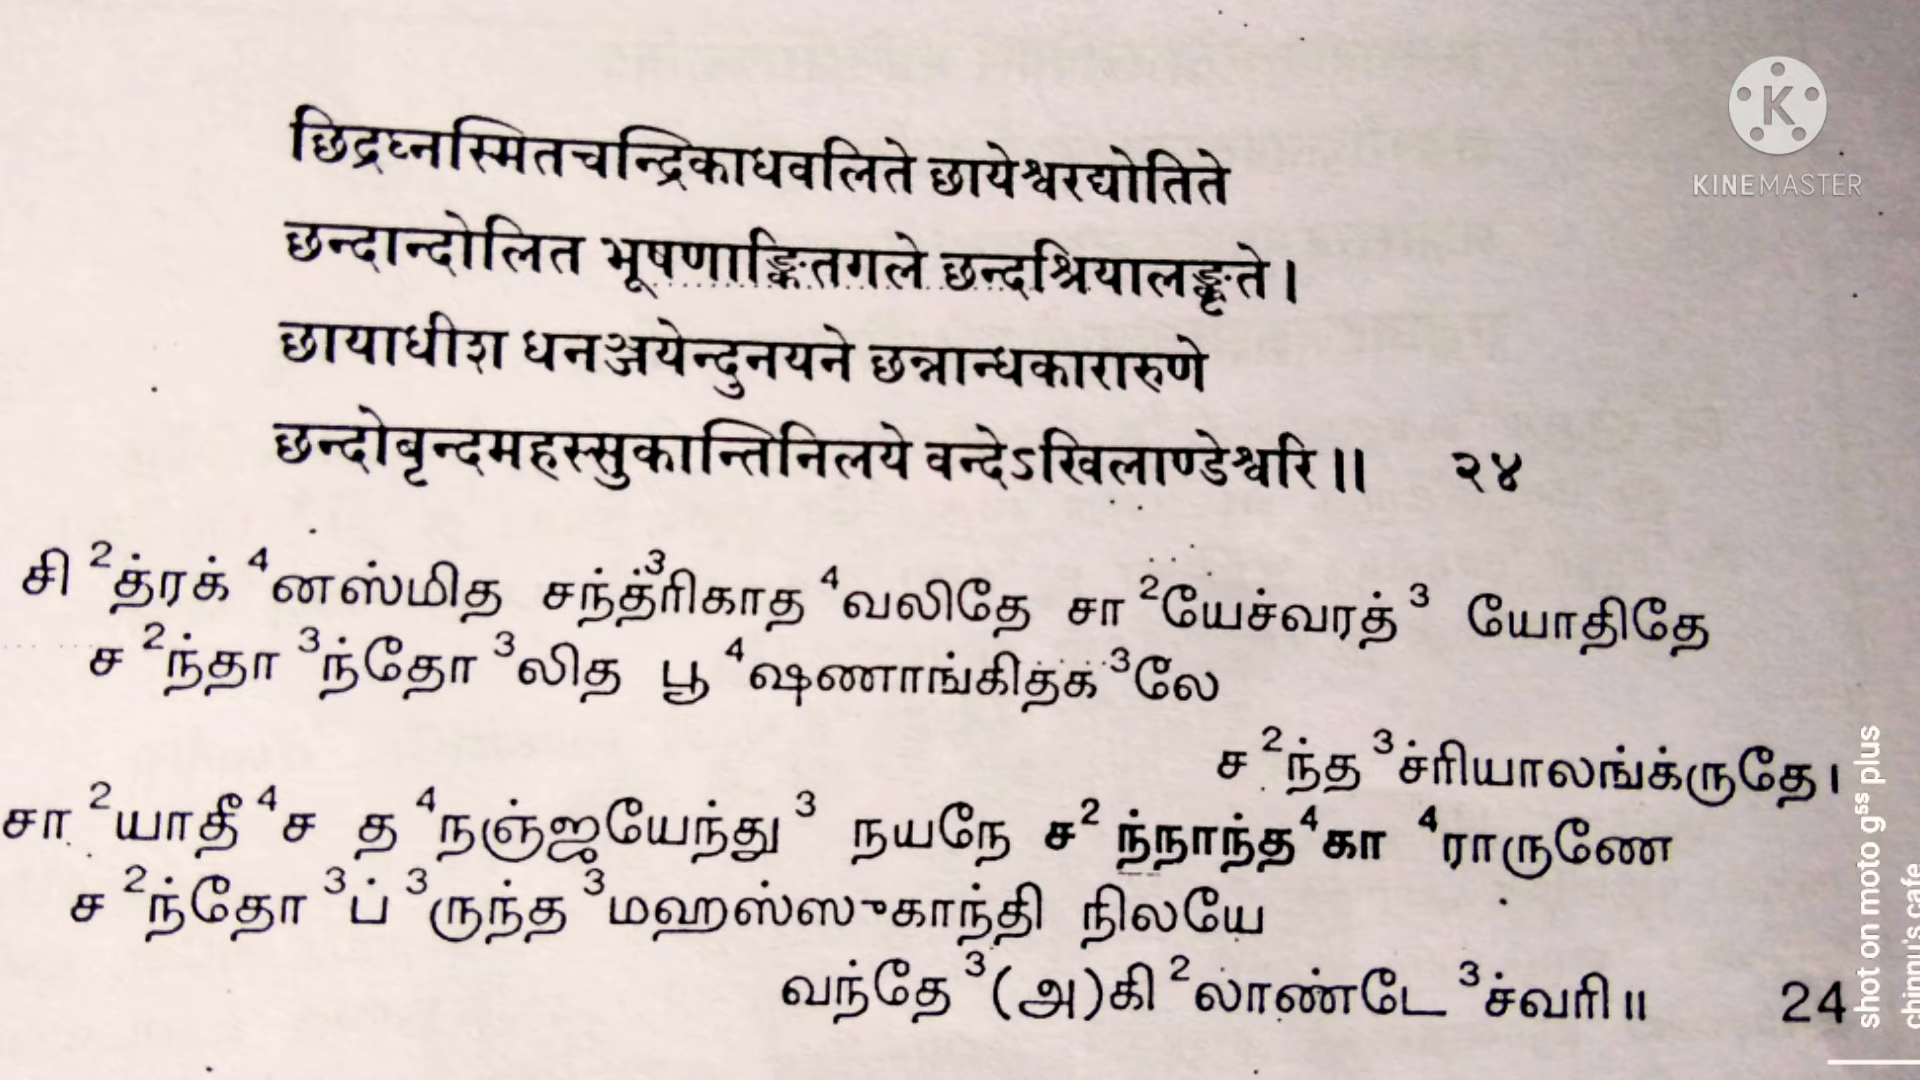 छिद्रघ्नस्मितचन्द्रिकाधवलिते छायेश्वरद्योतिते
छन्दान्दोलित भूषणाङ्कितगले छन्दश्रियालङ्कृते।
छायाधीश धनञ्जयेन्दुनयने छन्नान्धकारारुणे
छन्दोबृन्दमहस्सुकान्तिनिलये वन्देऽखिलाण्डेश्वरि।। २४
சி²த்ரக்⁴னஸ்மித சந்த்³ரிகாத⁴வலிதே சா²யேச்வரத்³ யோதிதே
ச²ந்தா³ந்தோ³லித பூ⁴ஷணாங்கிதக³லே
ச²ந்த³ச்ரியாலங்க்ருதே।
சா²யாதீ⁴ச த⁴நஞ்ஜயேந்து³ நயநே ச²ந்நாந்த⁴கா⁴ராருணே
ச²ந்தோ³ப்³ருந்த³மஹஸ்ஸுகாந்தி நிலயே
வந்தே³(அ)கி²லாண்டே³ச்வரி॥ 24
K
KINEMASTER
shot on moto g⁵ˢ plus
chinnu's cafe